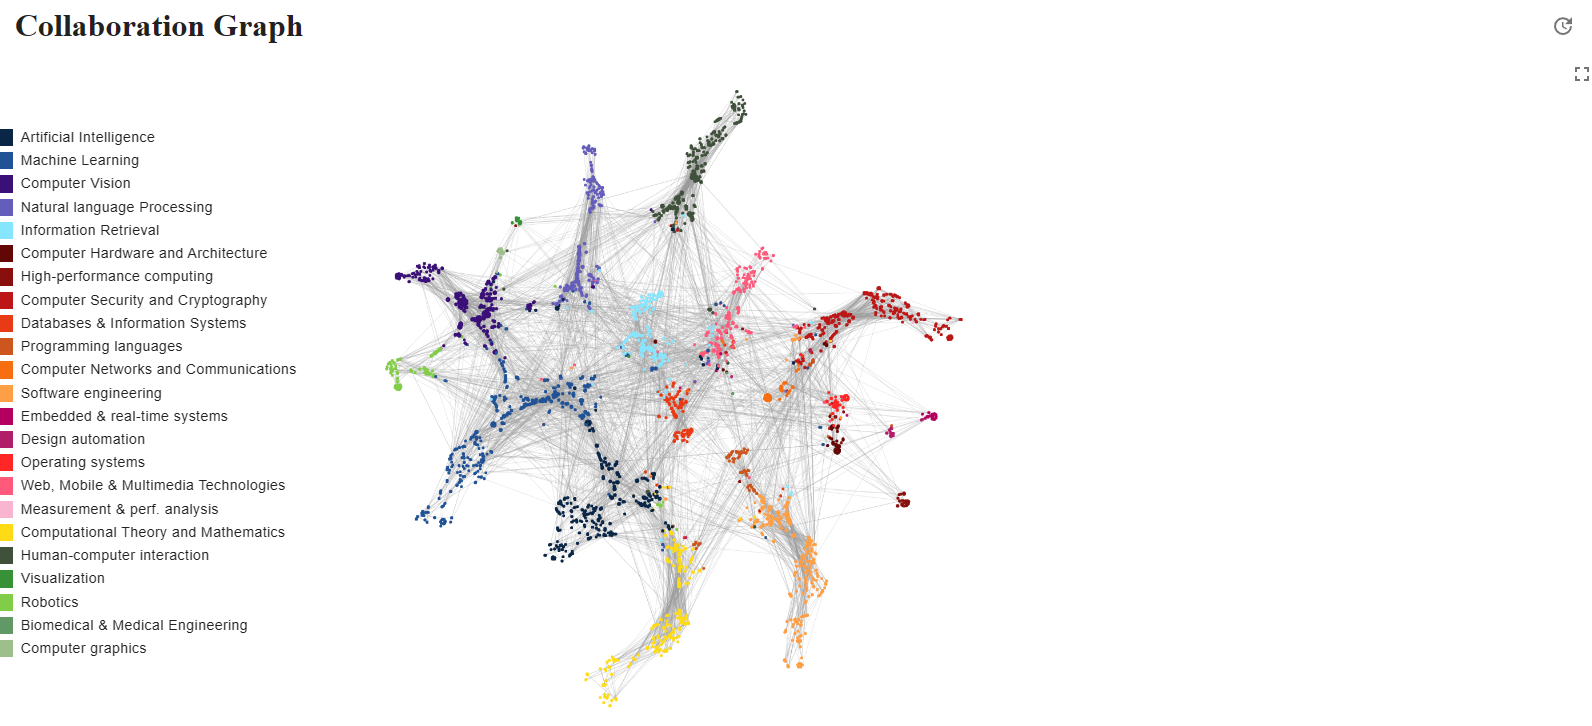 Collaboration Graph
Artificial Intelligence
Machine Learning
Computer Vision
Natural language Processing
Information Retrieval
Computer Hardware and Architecture
High-performance computing
Computer Security and Cryptography
Databases & Information Systems
Programming languages
Computer Networks and Communications
Software engineering
Embedded & real-time systems
Design automation
Operating systems
Web, Mobile & Multimedia Technologies
Measurement & perf. analysis
Computational Theory and Mathematics
Human-computer interaction
Visualization
Robotics
Biomedical & Medical Engineering
Computer graphics